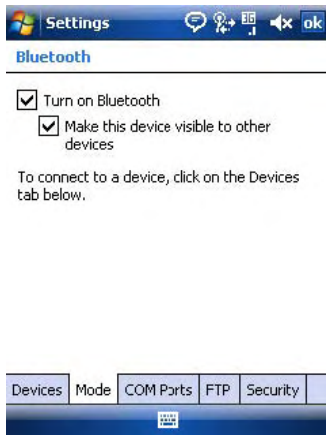 Settings
ok
Bluetooth
Turn on Bluetooth
Make this device visible to other
devices
To connect to a device, click on the Devices
tab below.
Devices Mode COM Ports FTP Security